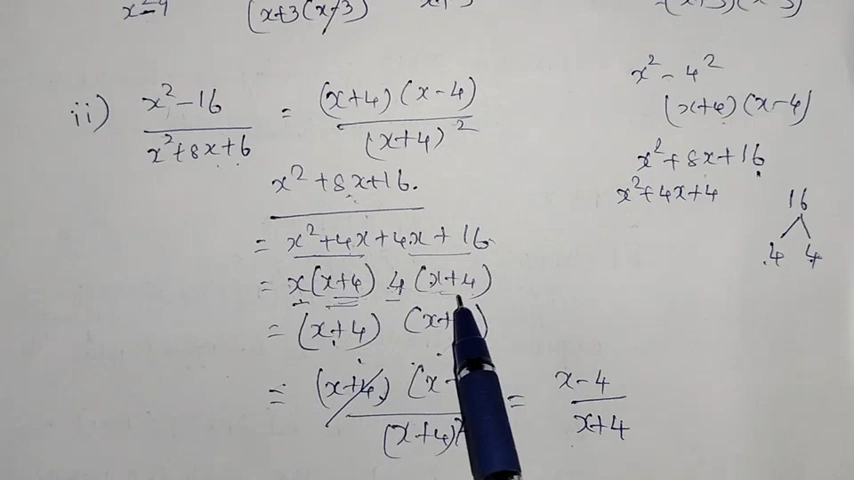 (x+3(x-3)
ii) x²-16 / x²+8x+6 = (x+4) (x-4) / (x+4)²
x²+8x+16.
= x²+4x+4x+16
= x(x+4) 4(x+4)
= (x+4) (x+
= (x+4) (x- / (x+4)² = x-4 / x+4
x²-4²
(x+4)(x-4)
x²+8x+16
x²+4x+4
16
4 4